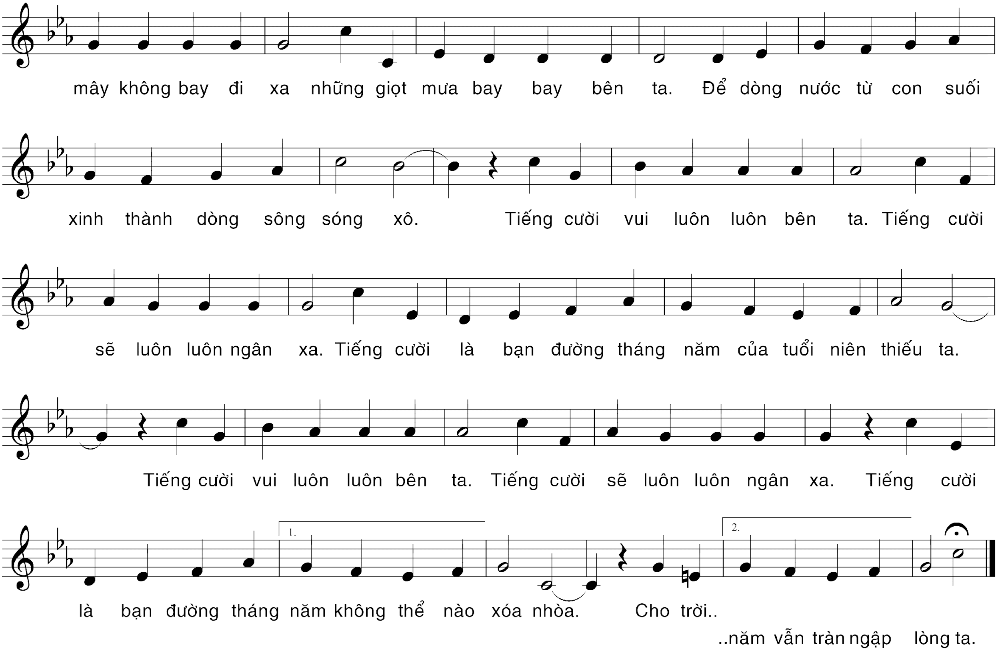 mây không bay đi xa những giọt mưa bay bay bên ta. Để dòng nước từ con suối
xinh thành dòng sông sóng xô. Tiếng cười vui luôn luôn bên ta. Tiếng cười
sẽ luôn luôn ngân xa. Tiếng cười là bạn đường tháng năm của tuổi niên thiếu ta.
Tiếng cười vui luôn luôn bên ta. Tiếng cười sẽ luôn luôn ngân xa. Tiếng cười
1.
2.
là bạn đường tháng năm không thể nào xóa nhòa. Cho trời..
..năm vẫn tràn ngập lòng ta.